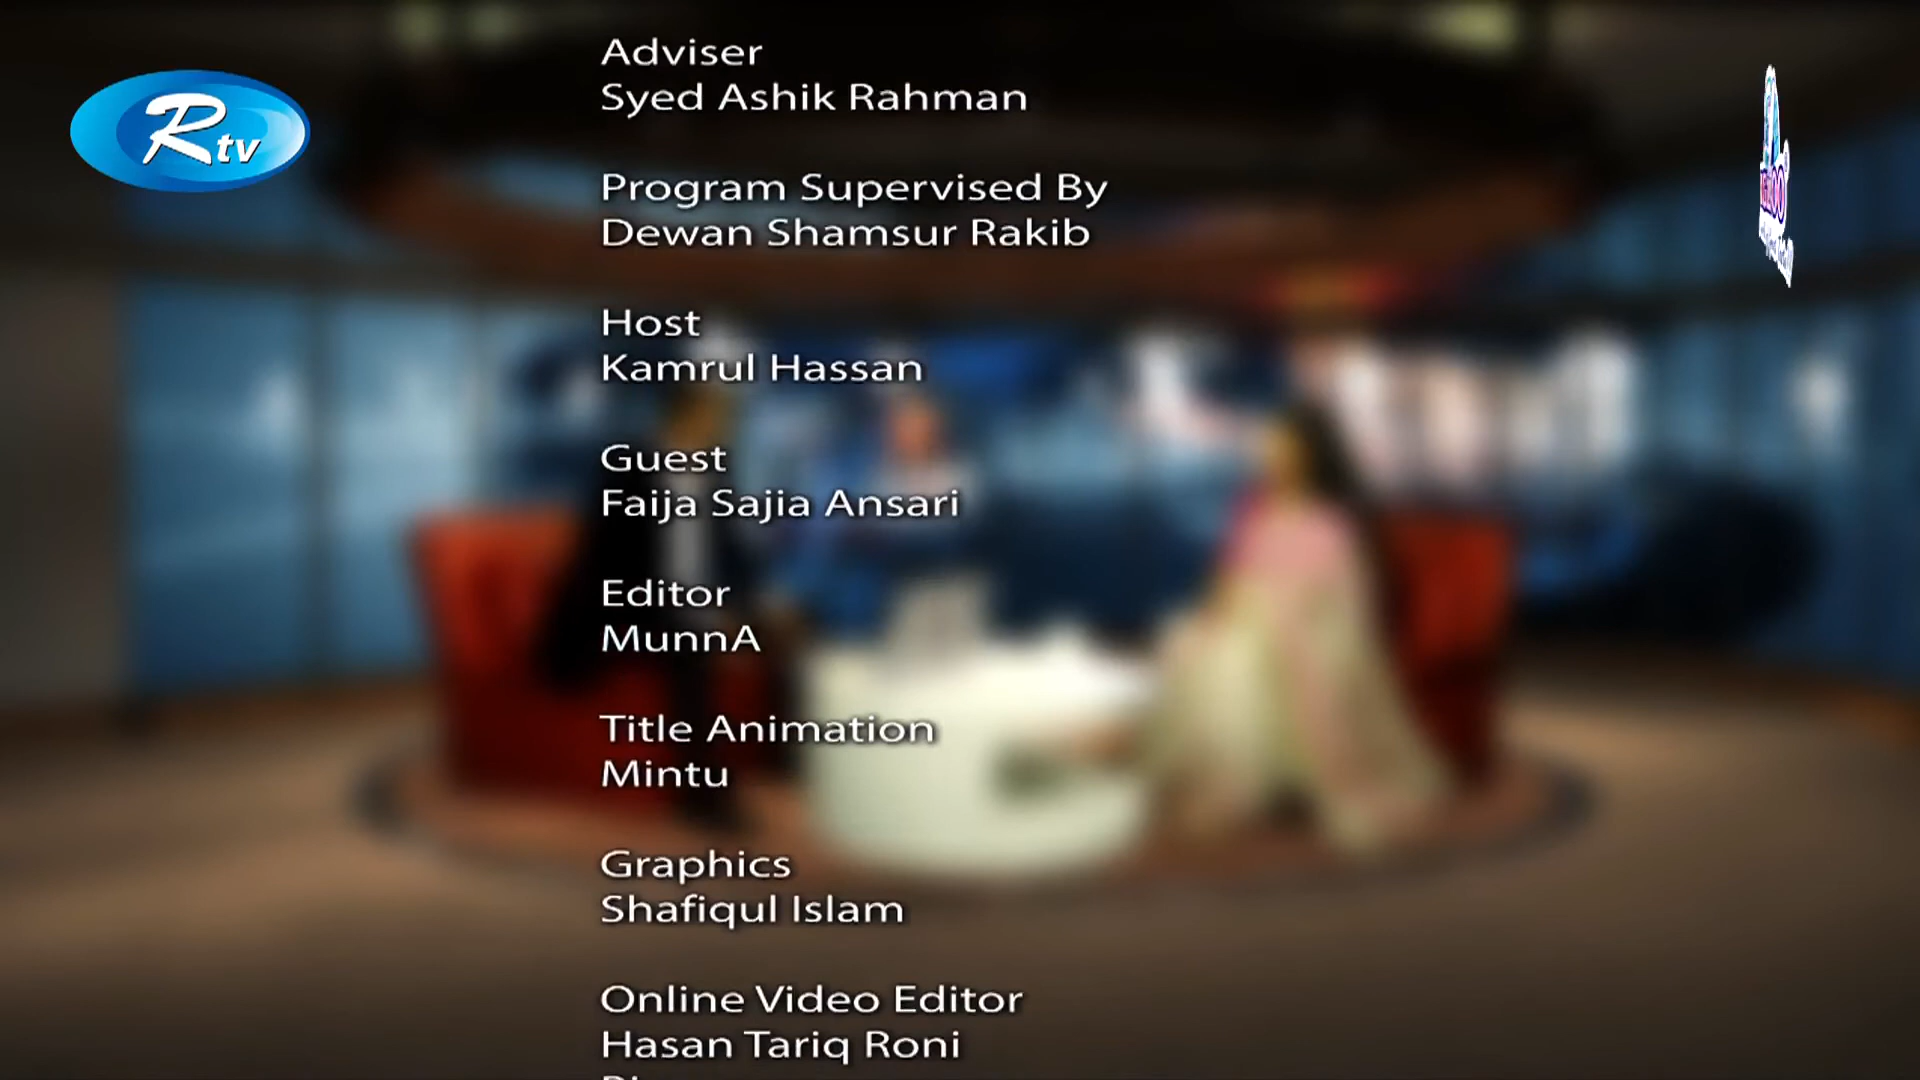 Rtv
Adviser
Syed Ashik Rahman
Program Supervised By
Dewan Shamsur Rakib
Host
Kamrul Hassan
Guest
Faija Sajia Ansari
Editor
MunnA
Title Animation
Mintu
Graphics
Shafiqul Islam
Online Video Editor
Hasan Tariq Roni